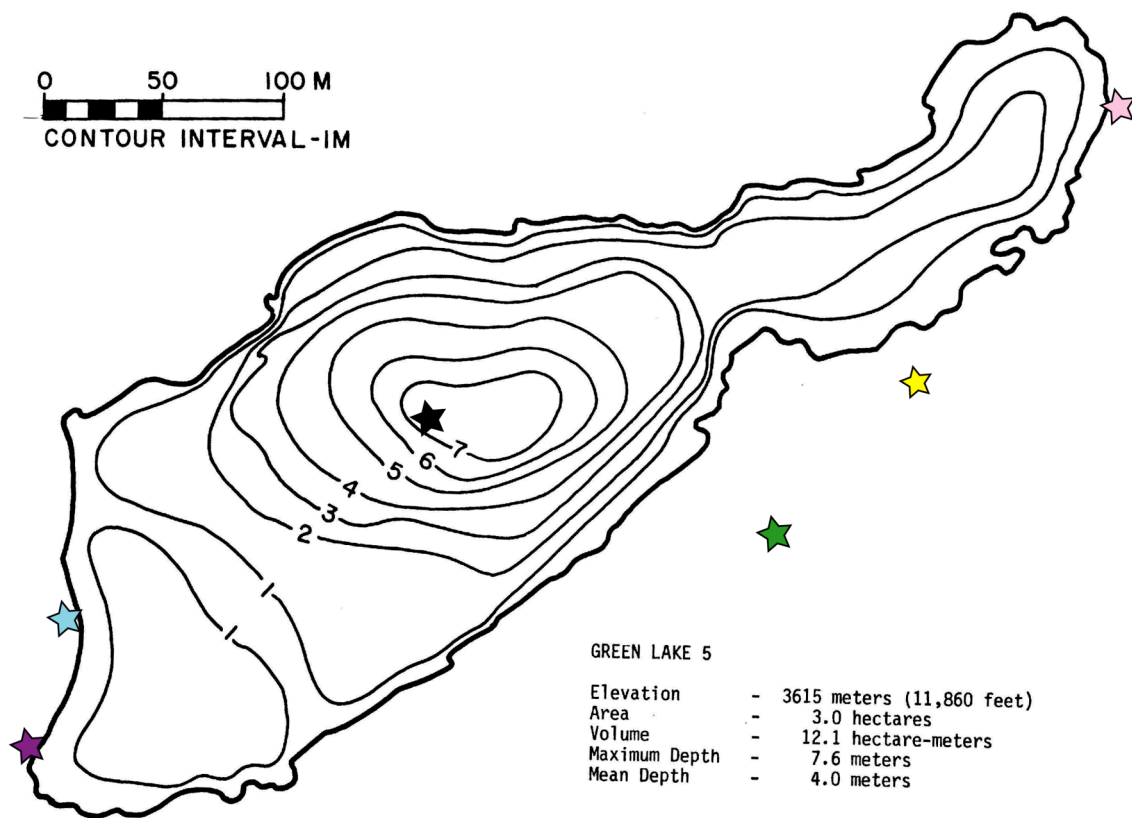 0 50 100 M
CONTOUR INTERVAL-1M
7
6
5
4
3
2
1
1
GREEN LAKE 5
Elevation - 3615 meters (11,860 feet)
Area - 3.0 hectares
Volume - 12.1 hectare-meters
Maximum Depth - 7.6 meters
Mean Depth - 4.0 meters